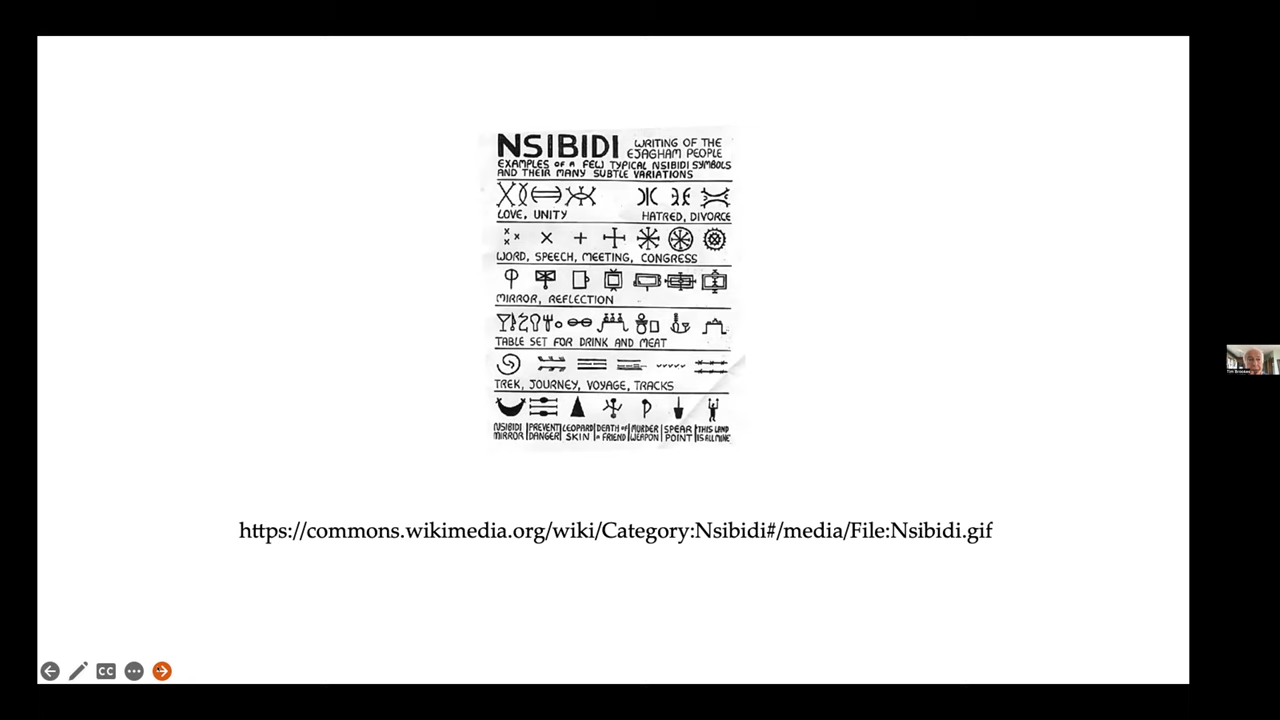 NSIBIDI WRITING OF THE
EJAGHAM PEOPLE
EXAMPLES OF A FEW TYPICAL NSIBIDI SYMBOLS
AND THEIR MANY SUBTLE VARIATIONS
LOVE, UNITY HATRED, DIVORCE
WORD, SPEECH, MEETING, CONGRESS
MIRROR, REFLECTION
TABLE SET FOR DRINK AND MEAT
TREK, JOURNEY, VOYAGE, TRACKS
NSIBIDI PREVENT LEOPARD DEATH OF MURDER SPEAR THIS LAND
MIRROR DANGER SKIN A FRIEND WEAPON POINT IS ALL MINE
https://commons.wikimedia.org/wiki/Category:Nsibidi#/media/File:Nsibidi.gif
CC